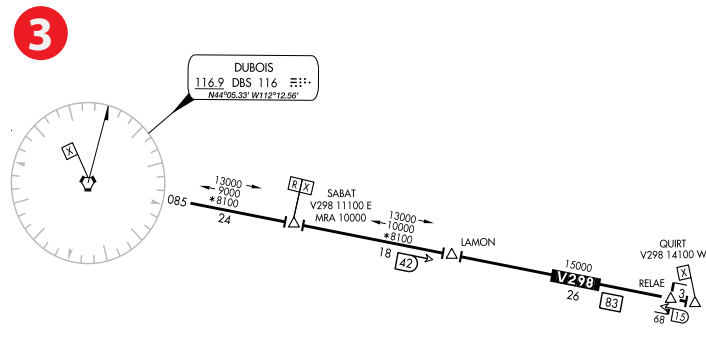 3
DUBOIS
116.9 DBS 116
N44°05.33' W112°12.56'
X
085
13000
9000
*8100
24
R X
SABAT
V298 11100 E
MRA 10000
13000
10000
*8100
18
42
LAMON
15000
V298
26
83
QUIRT
V298 14100 W
X
RELAE
3
68
15